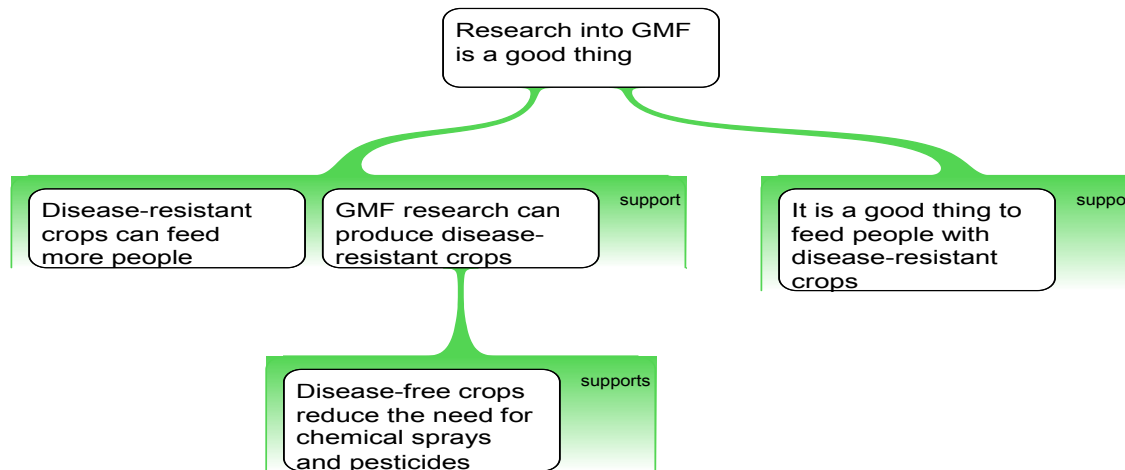 Research into GMF
is a good thing
Disease-resistant
crops can feed
more people
GMF research can
produce disease-
resistant crops
support
It is a good thing to
feed people with
disease-resistant
crops
suppo
Disease-free crops
reduce the need for
chemical sprays
and pesticides
supports